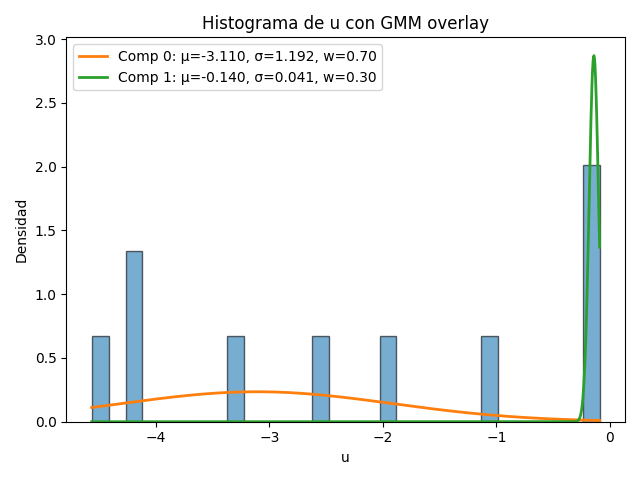 Histograma de u con GMM overlay
Comp 0: μ=-3.110, σ=1.192, w=0.70
Comp 1: μ=-0.140, σ=0.041, w=0.30
Densidad
3.0
2.5
2.0
1.5
1.0
0.5
0.0
−4 −3 −2 −1 0
u